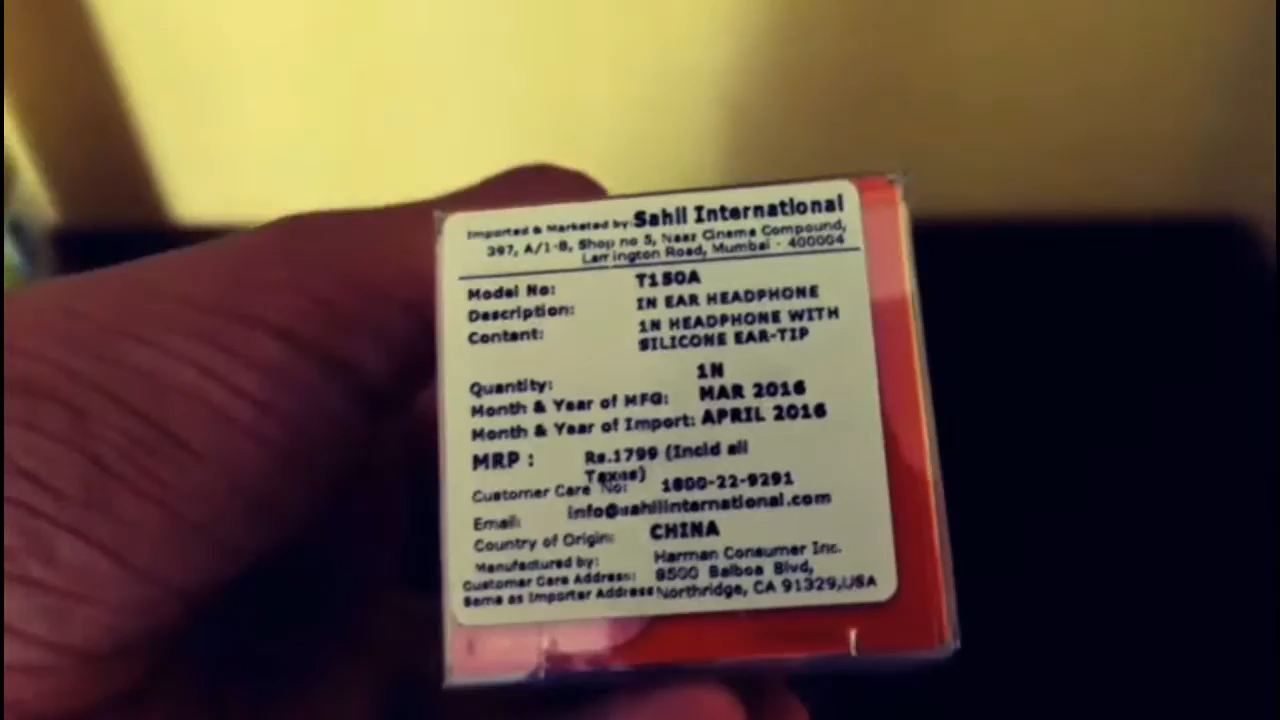 Imported & Marketed by: Sahil International
397, A/1-B, Shop no 5, Naaz Cinema Compound,
Larrington Road, Mumbai - 400004
Model No: T150A
Description: IN EAR HEADPHONE
Content: 1N HEADPHONE WITH
SILICONE EAR-TIP
Quantity: 1N
Month & Year of MFG: MAR 2016
Month & Year of Import: APRIL 2016
MRP : Rs.1799 (Incld all
Taxes)
Customer Care No: 1800-22-9291
Email: info@sahilinternational.com
Country of Origin: CHINA
Manufactured by: Harman Consumer Inc.
Customer Care Address: 8500 Balboa Blvd,
Same as Importer Address Northridge, CA 91329,USA